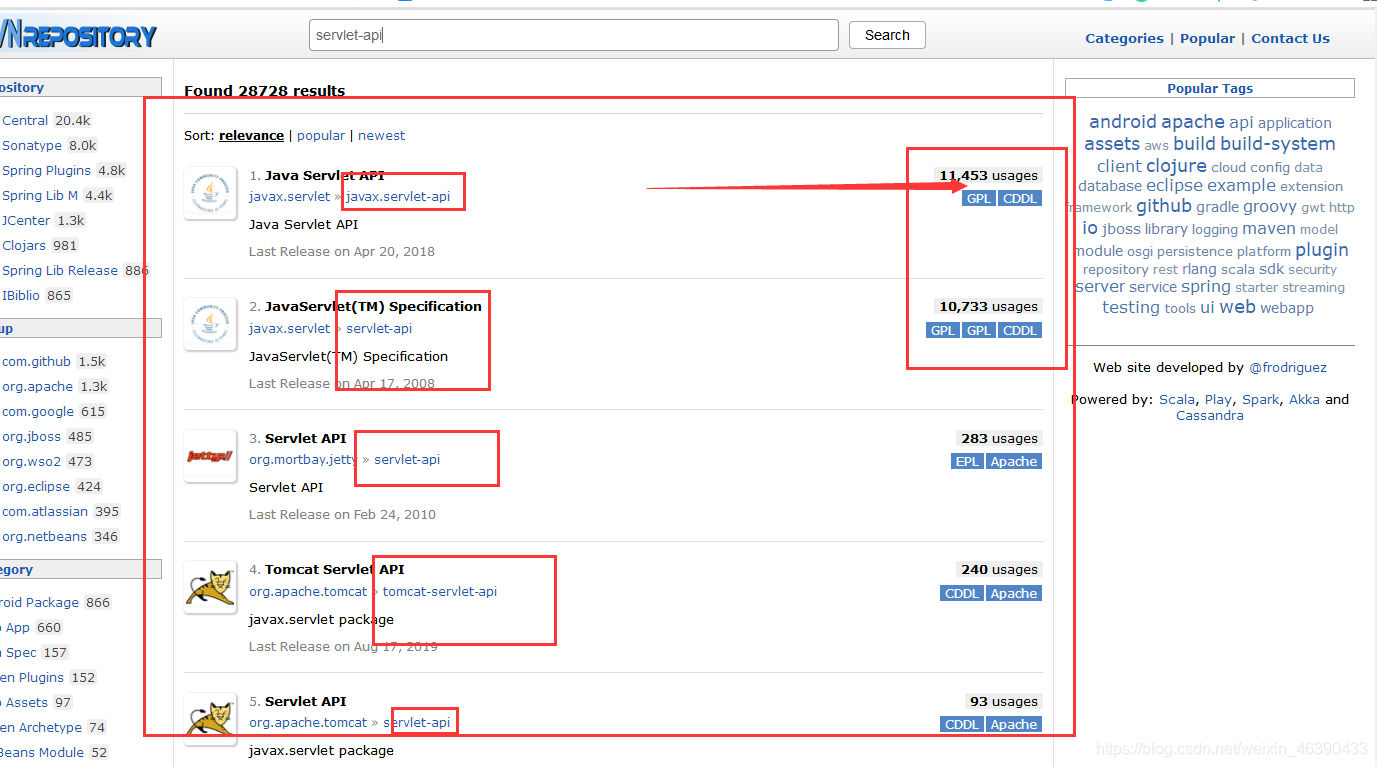 VNREPOSITORY
servlet-api
Search
Categories | Popular | Contact Us
ository
Central 20.4k
Sonatype 8.0k
Spring Plugins 4.8k
Spring Lib M 4.4k
JCenter 1.3k
Clojars 981
Spring Lib Release 886
IBiblio 865
up
com.github 1.5k
org.apache 1.3k
com.google 615
org.jboss 485
org.wso2 473
org.eclipse 424
com.atlassian 395
org.netbeans 346
egory
roid Package 866
App 660
Spec 157
en Plugins 152
Assets 97
en Archetype 74
Beans Module 52
Found 28728 results
Sort: relevance | popular | newest
1. Java Servlet API
11,453 usages
javax.servlet » javax.servlet-api
GPL CDDL
Java Servlet API
Last Release on Apr 20, 2018
2. JavaServlet(TM) Specification
10,733 usages
javax.servlet » servlet-api
GPL GPL CDDL
JavaServlet(TM) Specification
Last Release on Apr 17, 2008
3. Servlet API
283 usages
org.mortbay.jetty » servlet-api
EPL Apache
Servlet API
Last Release on Feb 24, 2010
jetty://
4. Tomcat Servlet API
240 usages
org.apache.tomcat » tomcat-servlet-api
CDDL Apache
javax.servlet package
Last Release on Aug 17, 2019
5. Servlet API
93 usages
org.apache.tomcat » servlet-api
CDDL Apache
javax.servlet package
Popular Tags
android apache api application
assets aws build build-system
client clojure cloud config data
database eclipse example extension
framework github gradle groovy gwt http
io jboss library logging maven model
module osgi persistence platform plugin
repository rest rlang scala sdk security
server service spring starter streaming
testing tools ui web webapp
Web site developed by @frodriguez
Powered by: Scala, Play, Spark, Akka and
Cassandra
https://blog.csdn.net/weixin_46390433